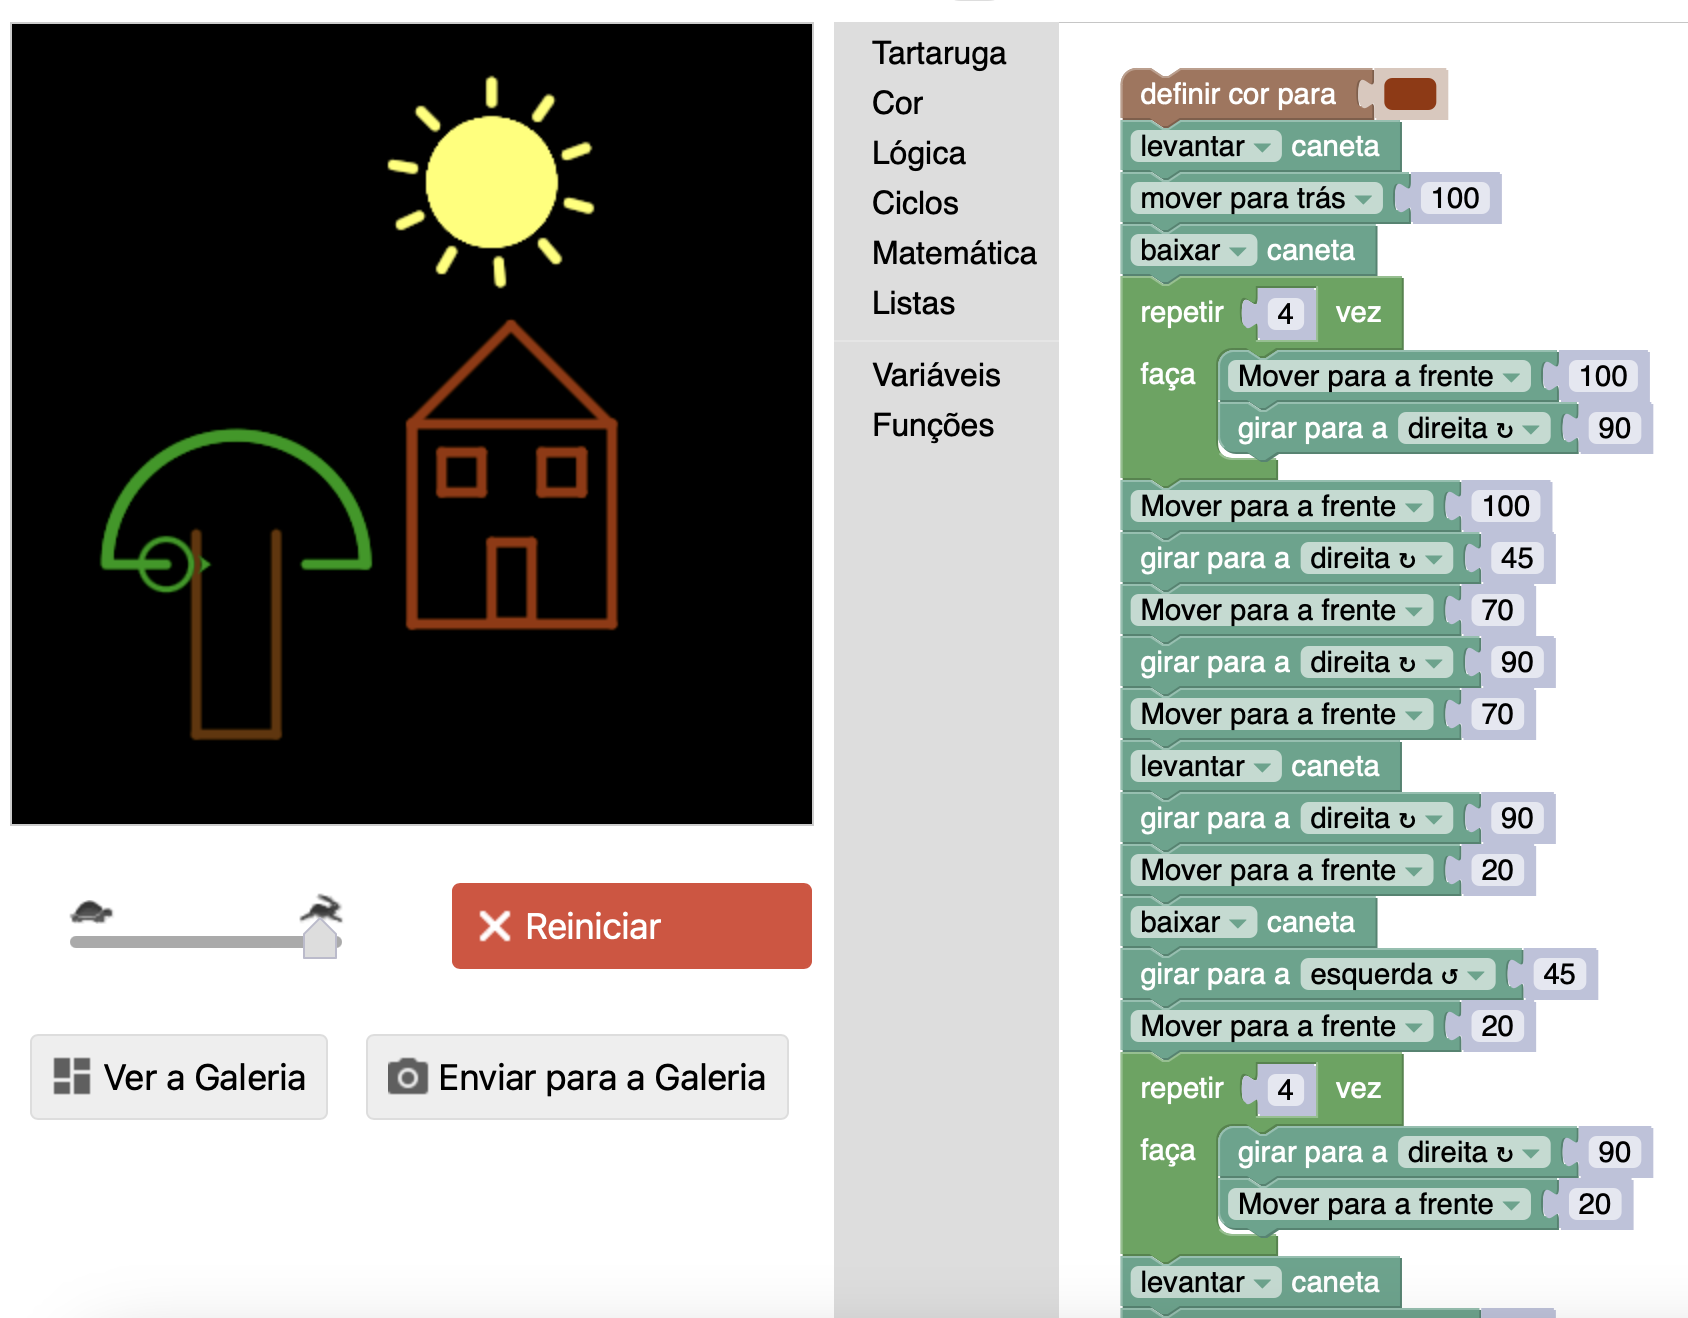 Tartaruga
Cor
Lógica
Ciclos
Matemática
Listas
Variáveis
Funções
definir cor para
levantar caneta
mover para trás 100
baixar caneta
repetir 4 vez
faça Mover para a frente 100
girar para a direita ↻ 90
Mover para a frente 100
girar para a direita ↻ 45
Mover para a frente 70
girar para a direita ↻ 90
Mover para a frente 70
levantar caneta
girar para a direita ↻ 90
Mover para a frente 20
baixar caneta
girar para a esquerda ↺ 45
Mover para a frente 20
repetir 4 vez
faça girar para a direita ↻ 90
Mover para a frente 20
levantar caneta
Reiniciar
Ver a Galeria
Enviar para a Galeria